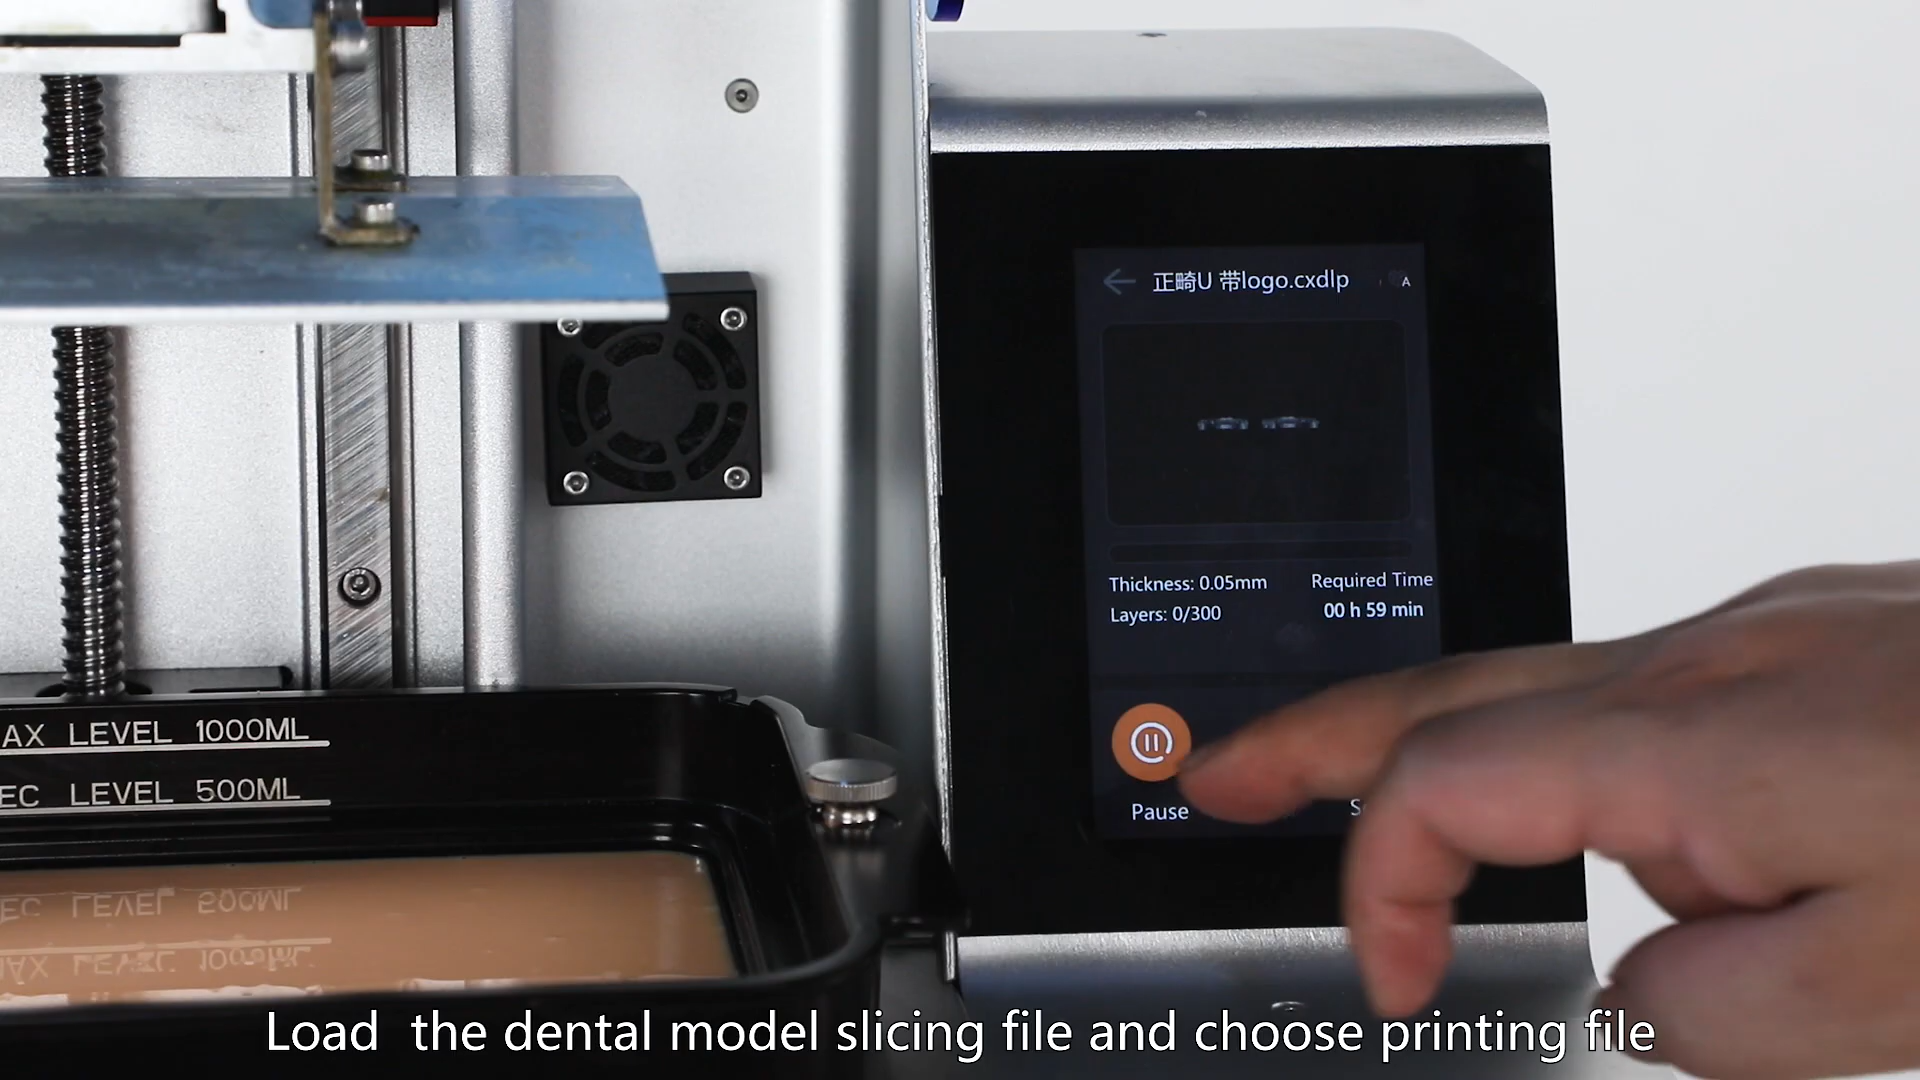 正畸U 带logo.cxdlp
A
Thickness: 0.05mm
Required Time
Layers: 0/300
00 h 59 min
Pause
AX LEVEL 1000ML
EC LEVEL 500ML
Load the dental model slicing file and choose printing file